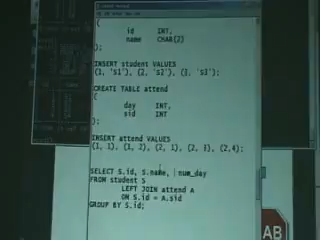 (
id INT,
name CHAR(2)
);
INSERT student VALUES
(1, 'S1'), (2, 'S2'), (3, 'S3');
CREATE TABLE attend
(
day INT,
sid INT
);
INSERT attend VALUES
(1, 1), (1, 2), (2, 1), (2, 3), (2,4);
SELECT S.id, S.name, num_day
FROM student S
LEFT JOIN attend A
ON S.id = A.sid
GROUP BY S.id;
AB